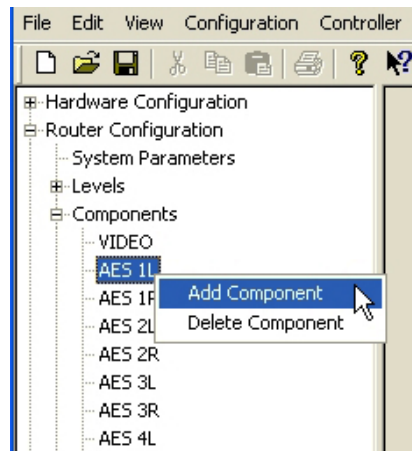 File Edit View Configuration Controller
Hardware Configuration
Router Configuration
System Parameters
Levels
Components
VIDEO
AES 1L
Add Component
AES 1R
AES 2L
Delete Component
AES 2R
AES 3L
AES 3R
AES 4L